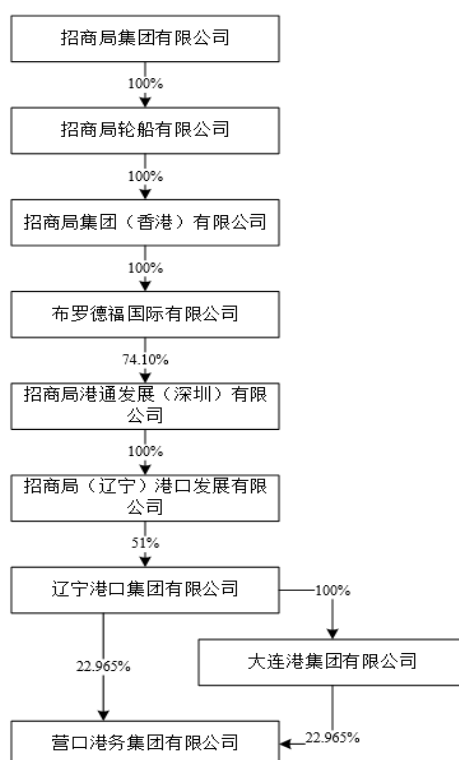 招商局集团有限公司
100%
招商局轮船有限公司
100%
招商局集团（香港）有限公司
100%
布罗德福国际有限公司
74.10%
招商局港通发展（深圳）有限
公司
100%
招商局（辽宁）港口发展有限
公司
51%
辽宁港口集团有限公司
100%
大连港集团有限公司
22.965%
22.965%
营口港务集团有限公司